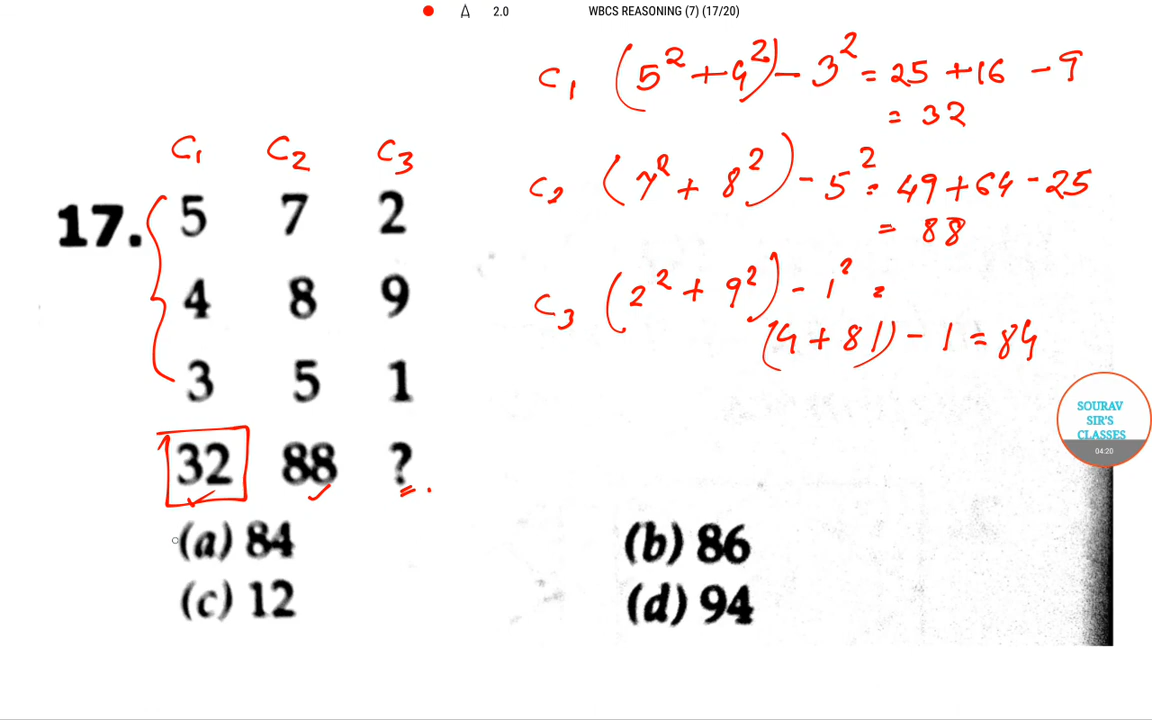 A 2.0 WBCS REASONING (7) (17/20)
C₁ (5² + 4²) - 3² = 25 + 16 - 9
= 32
C₂ (7² + 8²) - 5² = 49 + 64 - 25
= 88
C₃ (2² + 9²) - 1² =
(4 + 81) - 1 = 84
C₁ C₂ C₃
17. 5 7 2
4 8 9
3 5 1
32 88 ?
(a) 84 (b) 86
(c) 12 (d) 94
SOURAV
SIR'S
CLASSES
04:20